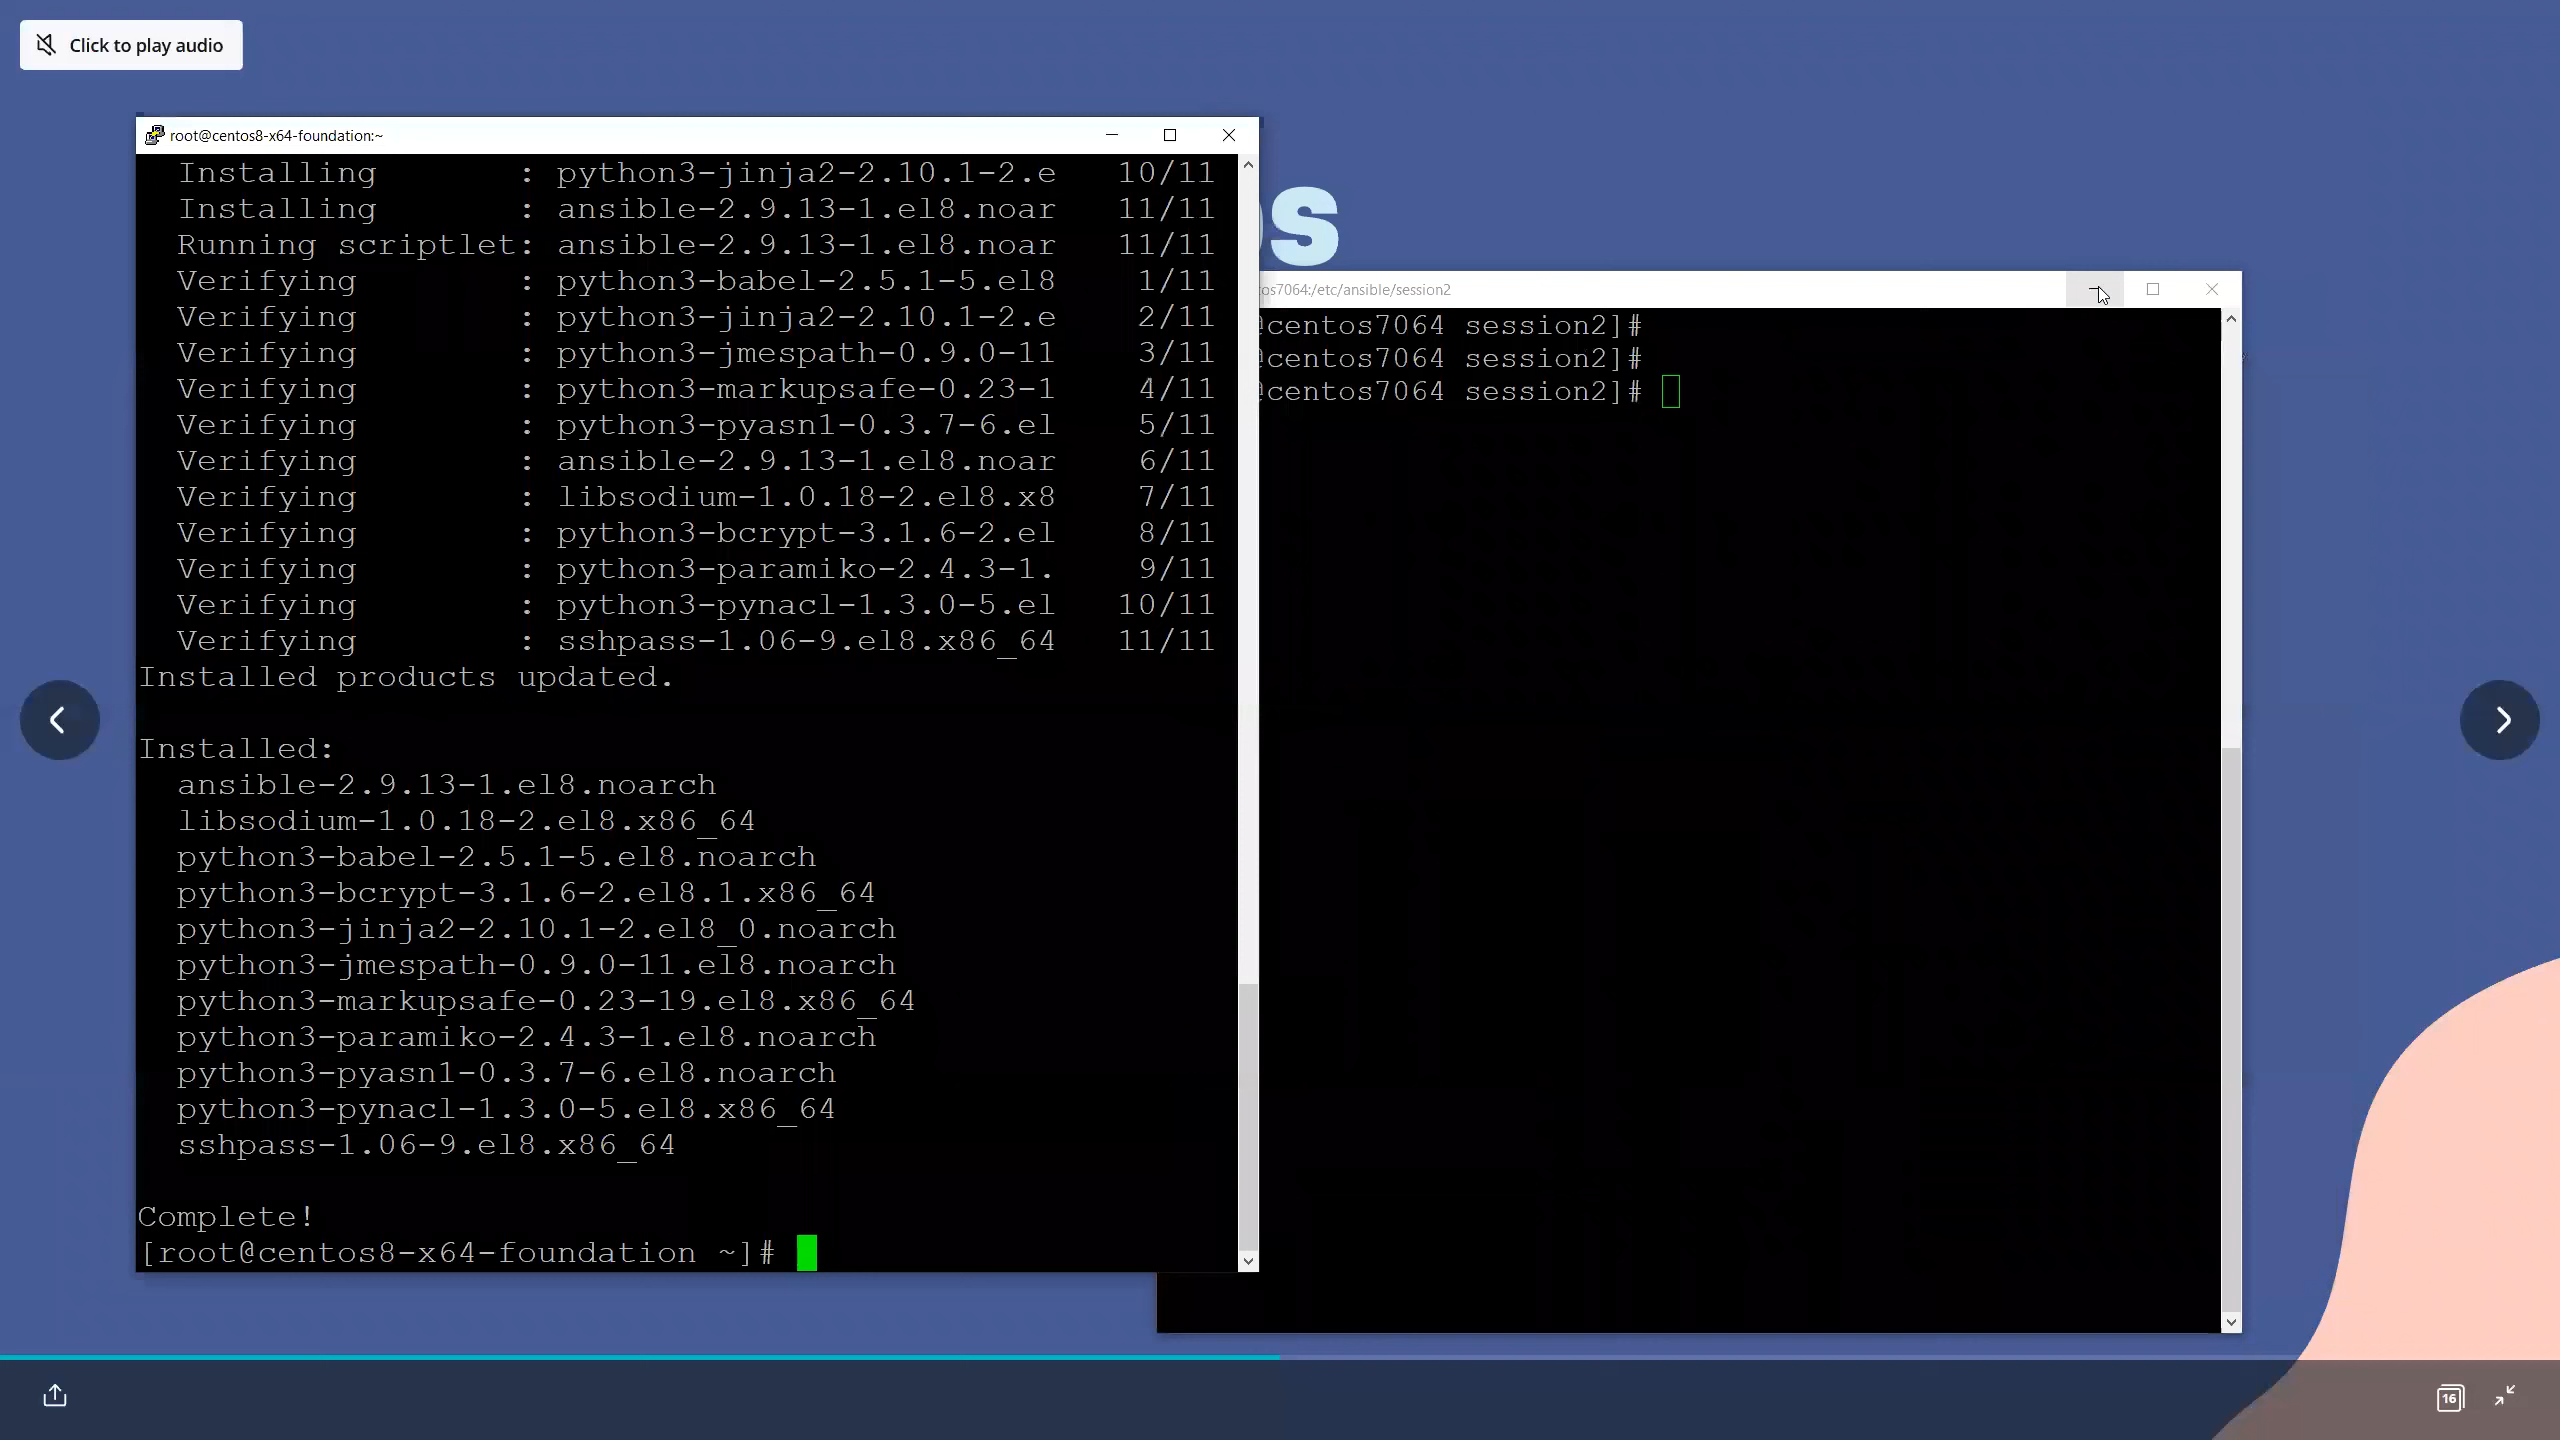 Click to play audio
root@centos8-x64-foundation:~
Installing : python3-jinja2-2.10.1-2.e 10/11
Installing : ansible-2.9.13-1.el8.noar 11/11
Running scriptlet: ansible-2.9.13-1.el8.noar 11/11
Verifying : python3-babel-2.5.1-5.el8 1/11
Verifying : python3-jinja2-2.10.1-2.e 2/11
Verifying : python3-jmespath-0.9.0-11 3/11
Verifying : python3-markupsafe-0.23-1 4/11
Verifying : python3-pyasn1-0.3.7-6.el 5/11
Verifying : ansible-2.9.13-1.el8.noar 6/11
Verifying : libsodium-1.0.18-2.el8.x8 7/11
Verifying : python3-bcrypt-3.1.6-2.el 8/11
Verifying : python3-paramiko-2.4.3-1. 9/11
Verifying : python3-pynacl-1.3.0-5.el 10/11
Verifying : sshpass-1.06-9.el8.x86_64 11/11
Installed products updated.
Installed:
ansible-2.9.13-1.el8.noarch
libsodium-1.0.18-2.el8.x86_64
python3-babel-2.5.1-5.el8.noarch
python3-bcrypt-3.1.6-2.el8.1.x86_64
python3-jinja2-2.10.1-2.el8_0.noarch
python3-jmespath-0.9.0-11.el8.noarch
python3-markupsafe-0.23-19.el8.x86_64
python3-paramiko-2.4.3-1.el8.noarch
python3-pyasn1-0.3.7-6.el8.noarch
python3-pynacl-1.3.0-5.el8.x86_64
sshpass-1.06-9.el8.x86_64
Complete!
[root@centos8-x64-foundation ~]#
os7064:/etc/ansible/session2
@centos7064 session2]#
@centos7064 session2]#
@centos7064 session2]#
16